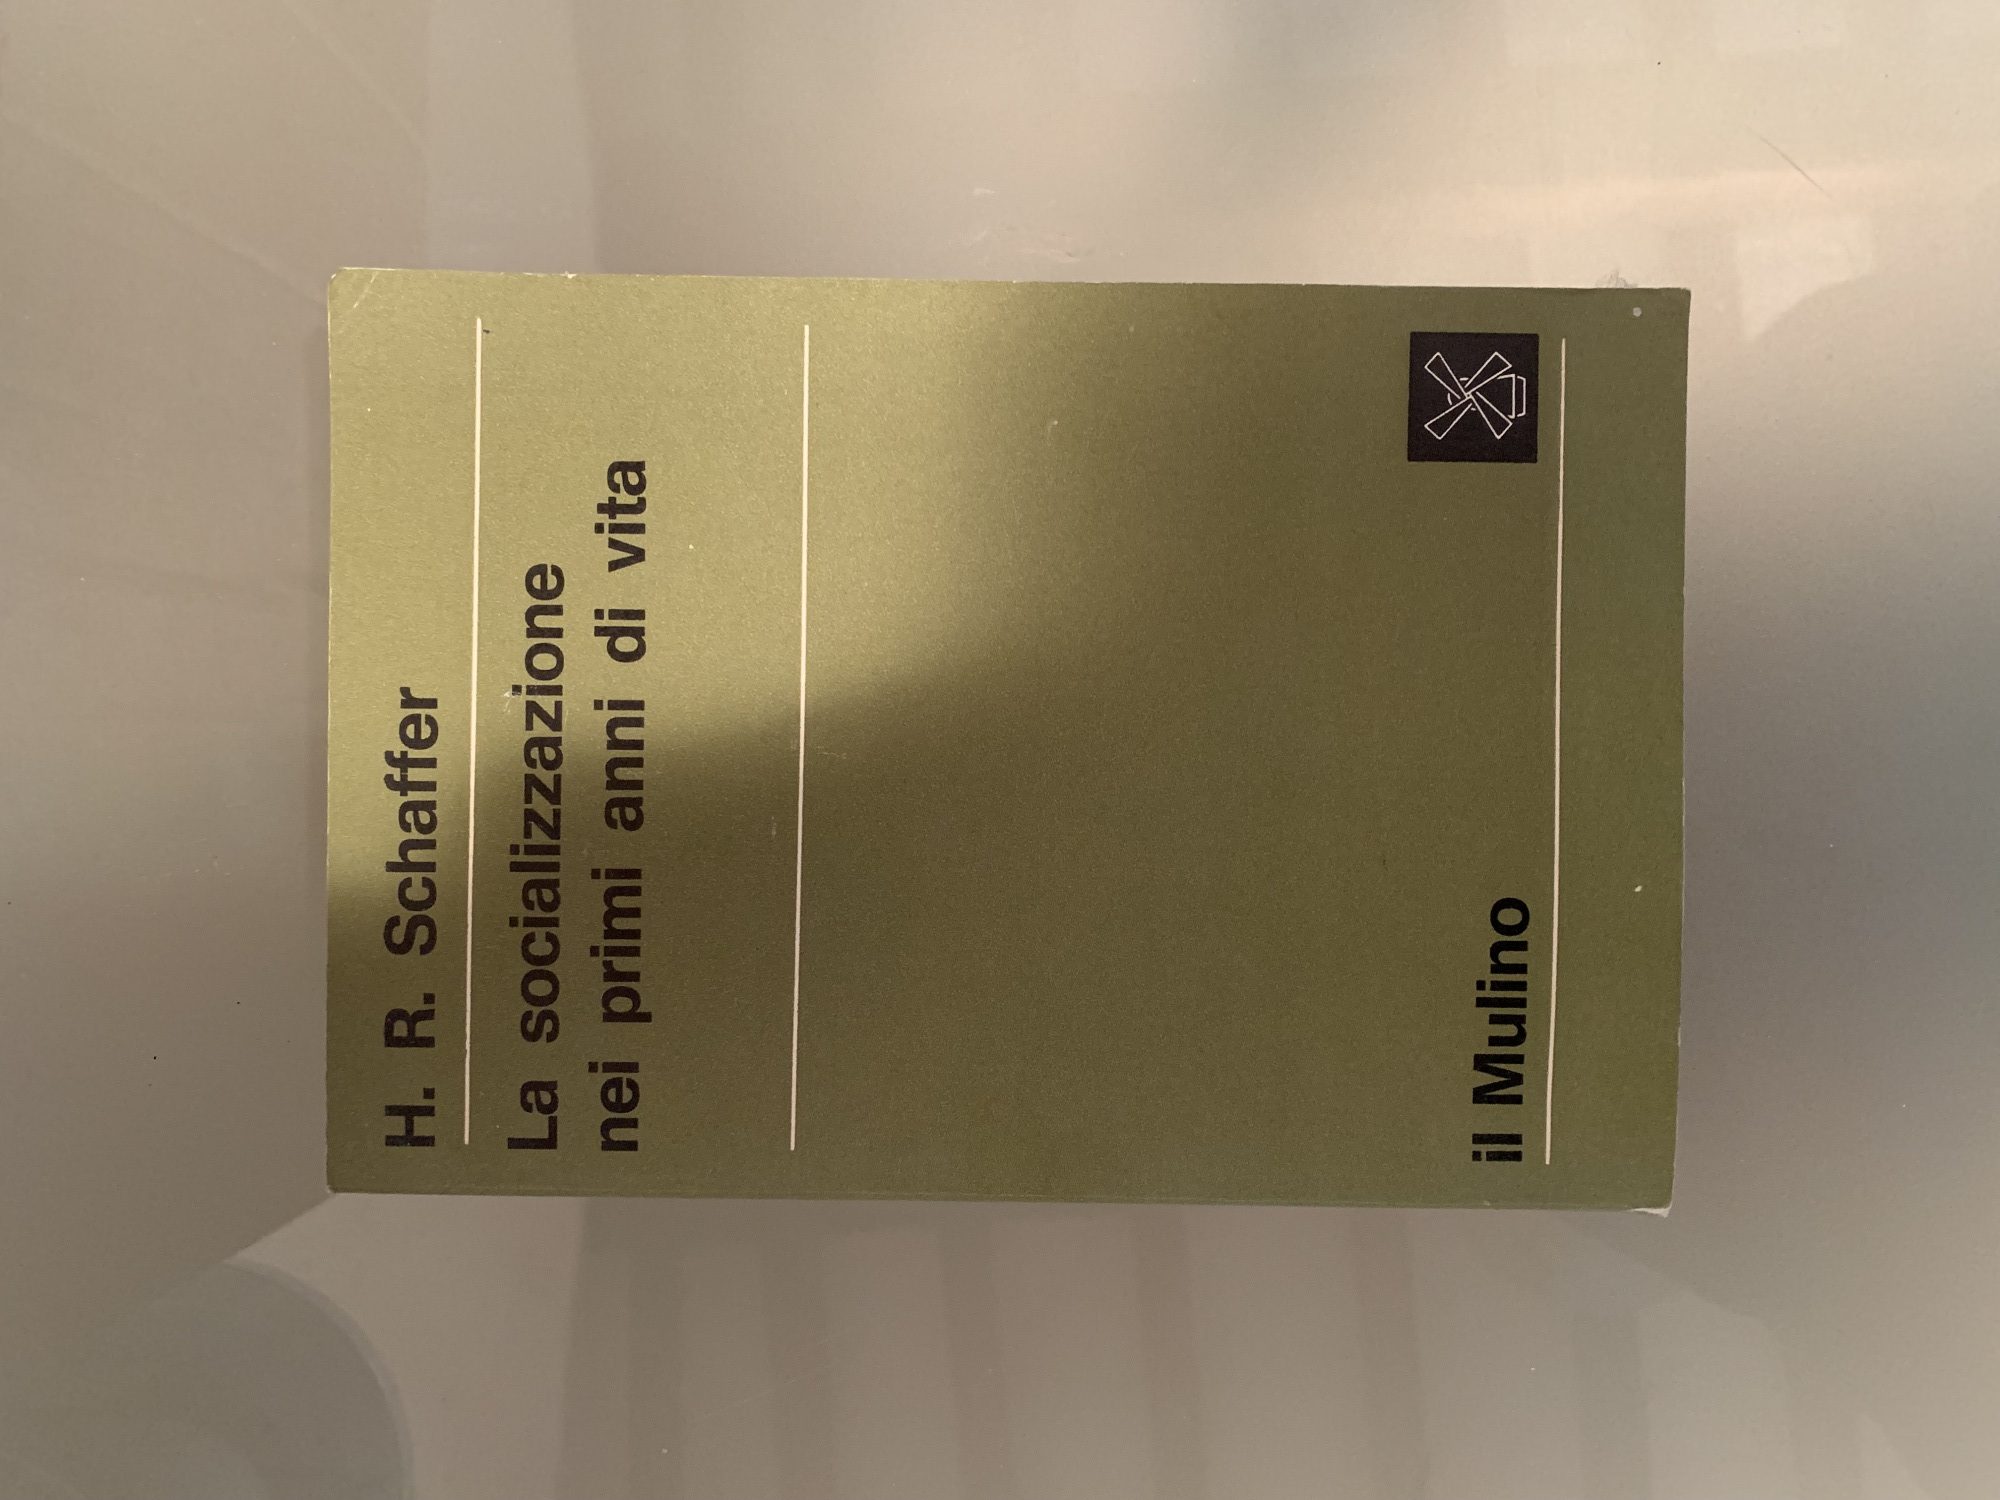 H. R. Schaffer
La socializzazione
nei primi anni di vita
il Mulino